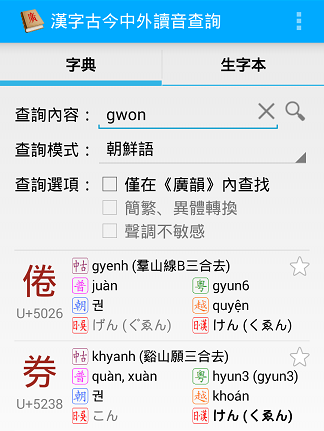 廣
漢字古今中外讀音查詢
字典
生字本
查詢內容： gwon
查詢模式： 朝鮮語
查詢選項： 僅在《廣韻》內查找
簡繁、異體轉換
聲調不敏感
倦 U+5026
中古 gyenh (羣山線B三合去)
普 juàn 粤 gyun6
朝 권 越 quyện
日吳 げん (ぐゑん) 日漢 けん (くゑん)
券 U+5238
中古 khyanh (谿山願三合去)
普 quàn, xuàn 粤 hyun3 (gyun3)
朝 권 越 khoán
日吳 こん 日漢 けん (くゑん)